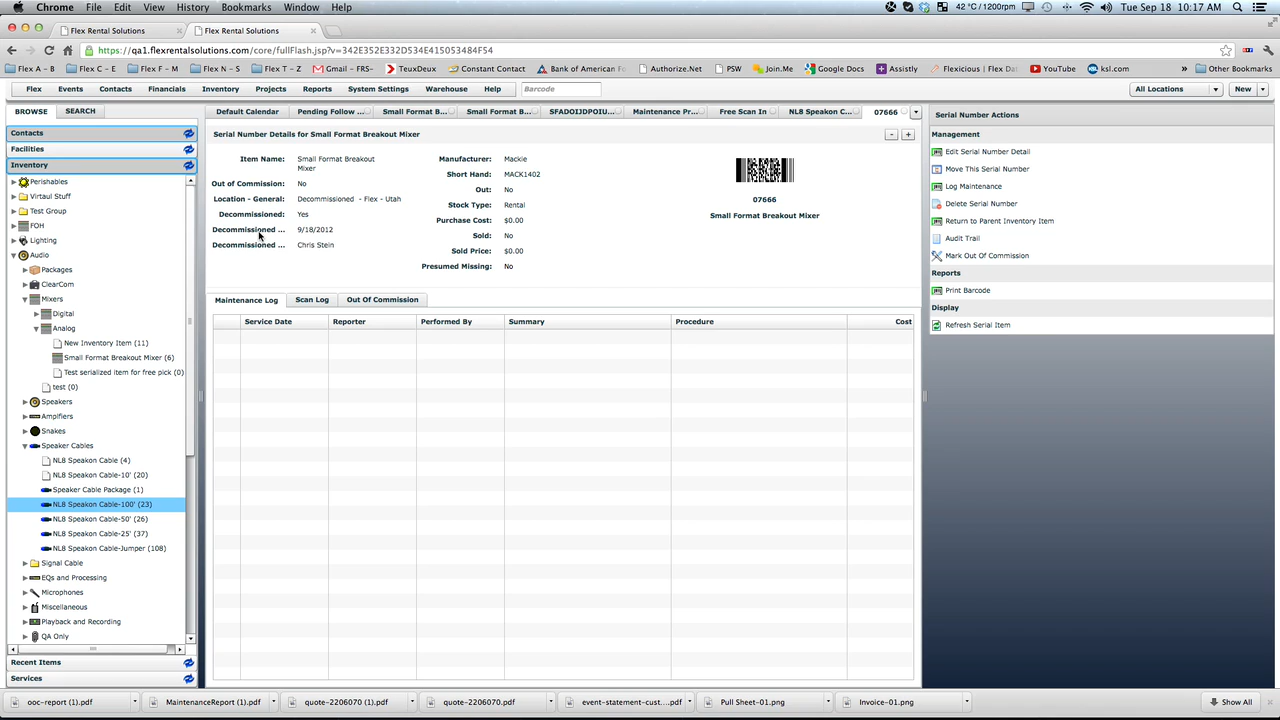 Chrome File Edit View History Bookmarks Window Help 42 °C / 1200rpm Tue Sep 18 10:17 AM
Flex Rental Solutions Flex Rental Solutions
https://qa1.flexrentalsolutions.com/core/fullFlash.jsp?v=342E352E332D534E415053484F54
Flex A - B Flex C - E Flex F - M Flex N - S Flex T - Z Gmail - FRS- TeuxDeux Constant Contact Bank of American F Authorize.Net PSW Join.Me Google Docs Assistly Flexicious / Flex D YouTube ksl.com Other Bookmarks
Flex Events Contacts Financials Inventory Projects Reports System Settings Warehouse Help Barcode All Locations New
BROWSE SEARCH
Default Calendar Pending Follow ... Small Format B... Small Format B... SFADOIJDPOIU... Maintenance Pr... Free Scan In NL8 Speakon C... 07666
Contacts
Facilities
Inventory
Perishables
Virtaul Stuff
Test Group
FOH
Lighting
Audio
Packages
ClearCom
Mixers
Digital
Analog
New Inventory Item (11)
Small Format Breakout Mixer (6)
Test serialized item for free pick (0)
test (0)
Speakers
Amplfiers
Snakes
Speaker Cables
NL8 Speakon Cable (4)
NL8 Speakon Cable-10' (20)
Speaker Cable Package (1)
NL8 Speakon Cable-100' (23)
NL8 Speakon Cable-50' (26)
NL8 Speakon Cable-25' (37)
NL8 Speakon Cable-Jumper (108)
Signal Cable
EQs and Processing
Microphones
Miscellaneous
Playback and Recording
QA Only
Recent Items
Services
Serial Number Details for Small Format Breakout Mixer
Item Name: Small Format Breakout
Mixer
Out of Commission: No
Location - General: Decommissioned - Flex - Utah
Decommissioned: Yes
Decommissioned ... 9/18/2012
Decommissioned ... Chris Stein
Manufacturer: Mackie
Short Hand: MACK1402
Out: No
Stock Type: Rental
Purchase Cost: $0.00
Sold: No
Sold Price: $0.00
Presumed Missing: No
07666
Small Format Breakout Mixer
Maintenance Log Scan Log Out Of Commission
Service Date Reporter Performed By Summary Procedure Cost
Serial Number Actions
Management
Edit Serial Number Detail
Move This Serial Number
Log Maintenance
Delete Serial Number
Return to Parent Inventory Item
Audit Trail
Mark Out Of Commission
Reports
Print Barcode
Display
Refresh Serial Item
ooc-report (1).pdf MaintenanceReport (1).pdf quote-2206070 (1).pdf quote-2206070.pdf event-statement-cust....pdf Pull Sheet-01.png Invoice-01.png Show All